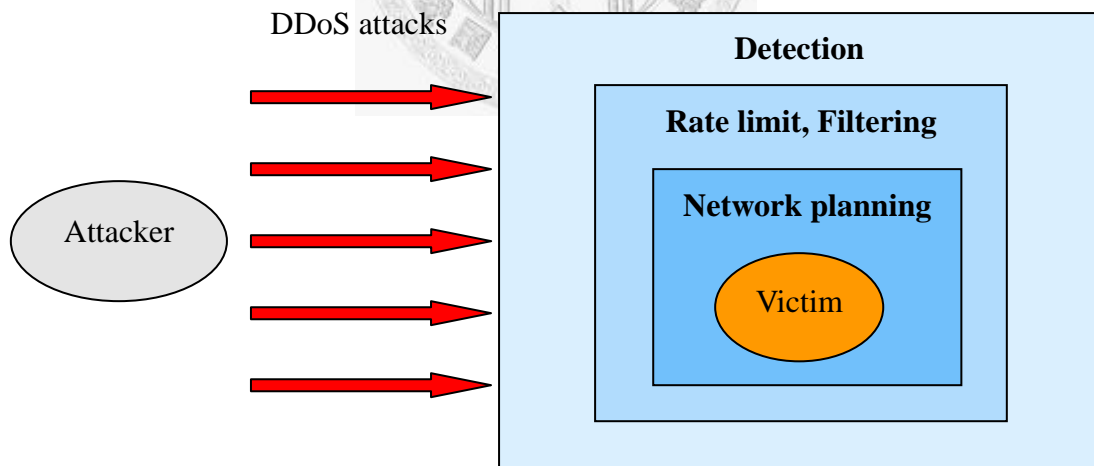 DDoS attacks
Detection
Rate limit, Filtering
Network planning
Attacker
Victim